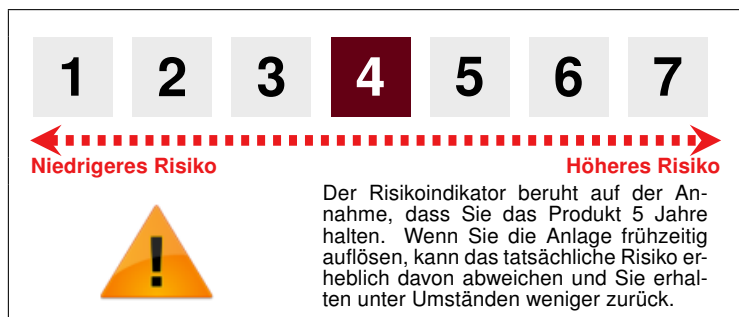 1 2 3 4 5 6 7
Niedrigeres Risiko Höheres Risiko
Der Risikoindikator beruht auf der An-
nahme, dass Sie das Produkt 5 Jahre
halten. Wenn Sie die Anlage frühzeitig
auflösen, kann das tatsächliche Risiko er-
heblich davon abweichen und Sie erhal-
ten unter Umständen weniger zurück.